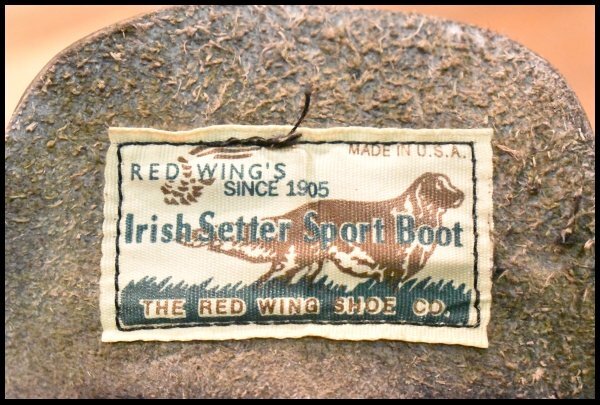 MADE IN U.S.A.
RED WING'S
SINCE 1905
Irish Setter Sport Boot
THE RED WING SHOE CO.